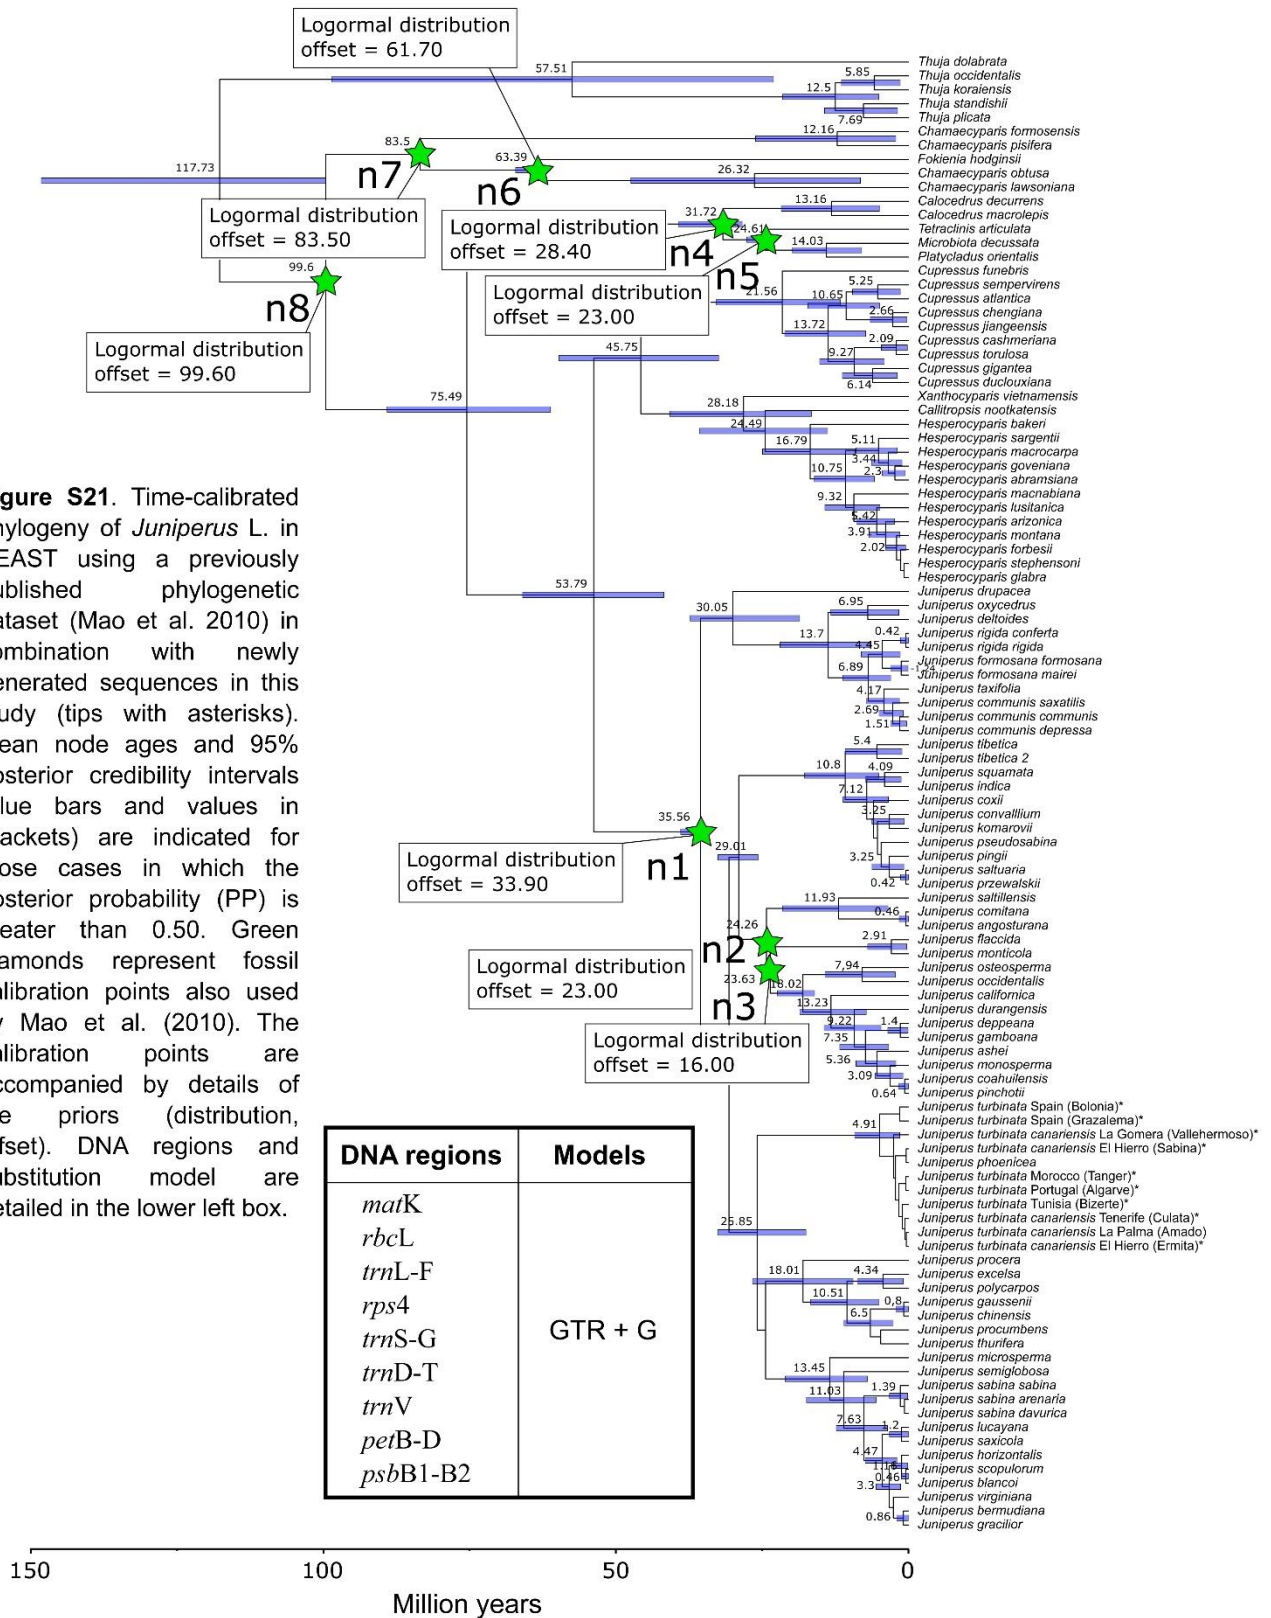 Logormal distribution
offset = 61.70
57.51
5.85
12.5
7.69
Thuja dolabrata
Thuja occidentalis
Thuja koraiensis
Thuja standishii
Thuja plicata
83.5
12.16
Chamaecyparis formosensis
Chamaecyparis pisifera
63.39
Fokienia hodginsii
117.73
n7
n6
26.32
Chamaecyparis obtusa
Chamaecyparis lawsoniana
Logormal distribution
offset = 83.50
Logormal distribution
offset = 28.40
31.72
13.16
Calocedrus decurrens
Calocedrus macrolepis
n4
24.61
Tetraclinis articulata
14.03
Microbiota decussata
Platycladus orientalis
99.6
n8
n5
Logormal distribution
offset = 23.00
21.56
Cupressus funebris
5.25
Cupressus sempervirens
10.65
Cupressus atlantica
2.66
Cupressus chengiana
Cupressus jiangeensis
13.72
2.09
Cupressus cashmeriana
9.27
Cupressus torulosa
Cupressus gigantea
6.14
Cupressus duclouxiana
Logormal distribution
offset = 99.60
45.75
75.49
28.18
Xanthocyparis vietnamensis
Callitropsis nootkatensis
24.49
Hesperocyparis bakeri
16.79
5.11
Hesperocyparis sargentii
Hesperocyparis macrocarpa
3.44
Hesperocyparis goveniana
10.75
2.3
Hesperocyparis abramsiana
9.32
Hesperocyparis macnabiana
Hesperocyparis lusitanica
5.42
Hesperocyparis arizonica
3.91
Hesperocyparis montana
2.02
Hesperocyparis forbesii
Hesperocyparis stephensoni
Hesperocyparis glabra
igure S21. Time-calibrated
hylogeny of Juniperus L. in
EAST using a previously
ublished phylogenetic
ataset (Mao et al. 2010) in
ombination with newly
enerated sequences in this
tudy (tips with asterisks).
ean node ages and 95%
osterior credibility intervals
lue bars and values in
rackets) are indicated for
ose cases in which the
osterior probability (PP) is
eater than 0.50. Green
amonds represent fossil
alibration points also used
y Mao et al. (2010). The
alibration points are
ccompanied by details of
e priors (distribution,
ffset). DNA regions and
ubstitution model are
etailed in the lower left box.
53.79
30.05
Juniperus drupacea
6.95
Juniperus oxycedrus
Juniperus deltoides
13.7
0.42
Juniperus rigida conferta
4.45
Juniperus rigida rigida
Juniperus formosana formosana
-1.24
6.89
Juniperus formosana mairei
4.17
Juniperus taxifolia
Juniperus communis saxatilis
2.69
Juniperus communis communis
1.51
Juniperus communis depressa
5.4
Juniperus tibetica
Juniperus tibetica 2
10.8
4.09
Juniperus squamata
Juniperus indica
7.12
Juniperus coxii
3.25
Juniperus convalllium
Juniperus komarovii
Juniperus pseudosabina
3.25
Juniperus pingii
Juniperus saltuaria
0.42
Juniperus przewalskii
35.56
n1
29.01
Logormal distribution
offset = 33.90
11.93
Juniperus saltillensis
0.46
Juniperus comitana
Juniperus angosturana
24.26
n2
2.91
Juniperus flaccida
Juniperus monticola
Logormal distribution
offset = 23.00
23.63
n3
7,94
Juniperus osteosperma
Juniperus occidentalis
18.02
Juniperus california
13.23
Juniperus durangensis
9.22
1.4
Juniperus deppeana
7.35
Juniperus gamboana
Juniperus ashei
5.36
Juniperus monosperma
3.09
Juniperus coahuilensis
0.64
Juniperus pinchotii
Logormal distribution
offset = 16.00
4.91
Juniperus turbinata Spain (Bolonia)*
Juniperus turbinata Spain (Grazalema)*
Juniperus turbinata canariensis La Gomera (Vallehermoso)*
Juniperus turbinata canariensis El Hierro (Sabina)*
Juniperus phoenicea
Juniperus turbinata Morocco (Tanger)*
Juniperus turbinata Portugal (Algarve)*
Juniperus turbinata Tunisia (Bizerte)*
Juniperus turbinata canariensis Tenerife (Culata)*
Juniperus turbinata canariensis La Palma (Amado)
Juniperus turbinata canariensis El Hierro (Ermita)*
25.85
18.01
Juniperus procera
4.34
Juniperus excelsa
Juniperus polycarpos
10.51
0,8
Juniperus gaussenii
6.5
Juniperus chinensis
Juniperus procumbens
Juniperus thurifera
13.45
Juniperus microsperma
Juniperus semiglobosa
11.03
1.39
Juniperus sabina sabina
Juniperus sabina arenaria
Juniperus sabina davurica
7.63
1.2
Juniperus lucayana
Juniperus saxicola
4.47
Juniperus horizontalis
1.16
Juniperus scopulorum
0.46
3.3
Juniperus blancoi
Juniperus virginiana
0.86
Juniperus bermudiana
Juniperus gracilior
DNA regions Models
matK
rbcL
trnL-F
rps4
trnS-G
GTR + G
trnD-T
trnV
petB-D
psbB1-B2
150 100 50 0
Million years